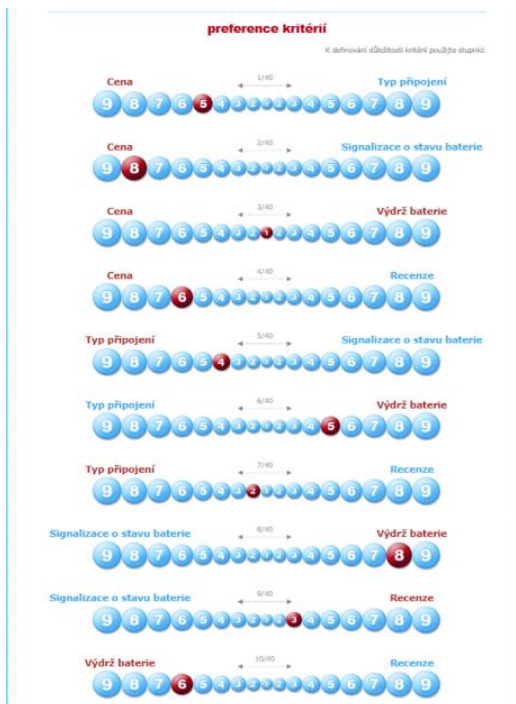 preference kritérií
K definování důležitosti kritérií použijte stupnici.
1/40
Cena Typ připojení
9 8 7 6 5 4 3 2 1 2 3 4 5 6 7 8 9
2/40
Cena Signalizace o stavu baterie
9 8 7 6 5 4 3 2 1 2 3 4 5 6 7 8 9
3/40
Cena Výdrž baterie
9 8 7 6 5 4 3 2 1 2 3 4 5 6 7 8 9
4/40
Cena Recenze
9 8 7 6 5 4 3 2 1 2 3 4 5 6 7 8 9
5/40
Typ připojení Signalizace o stavu baterie
9 8 7 6 5 4 3 2 1 2 3 4 5 6 7 8 9
6/40
Typ připojení Výdrž baterie
9 8 7 6 5 4 3 2 1 2 3 4 5 6 7 8 9
7/40
Typ připojení Recenze
9 8 7 6 5 4 3 2 1 2 3 4 5 6 7 8 9
8/40
Signalizace o stavu baterie Výdrž baterie
9 8 7 6 5 4 3 2 1 2 3 4 5 6 7 8 9
9/40
Signalizace o stavu baterie Recenze
9 8 7 6 5 4 3 2 1 2 3 4 5 6 7 8 9
10/40
Výdrž baterie Recenze
9 8 7 6 5 4 3 2 1 2 3 4 5 6 7 8 9